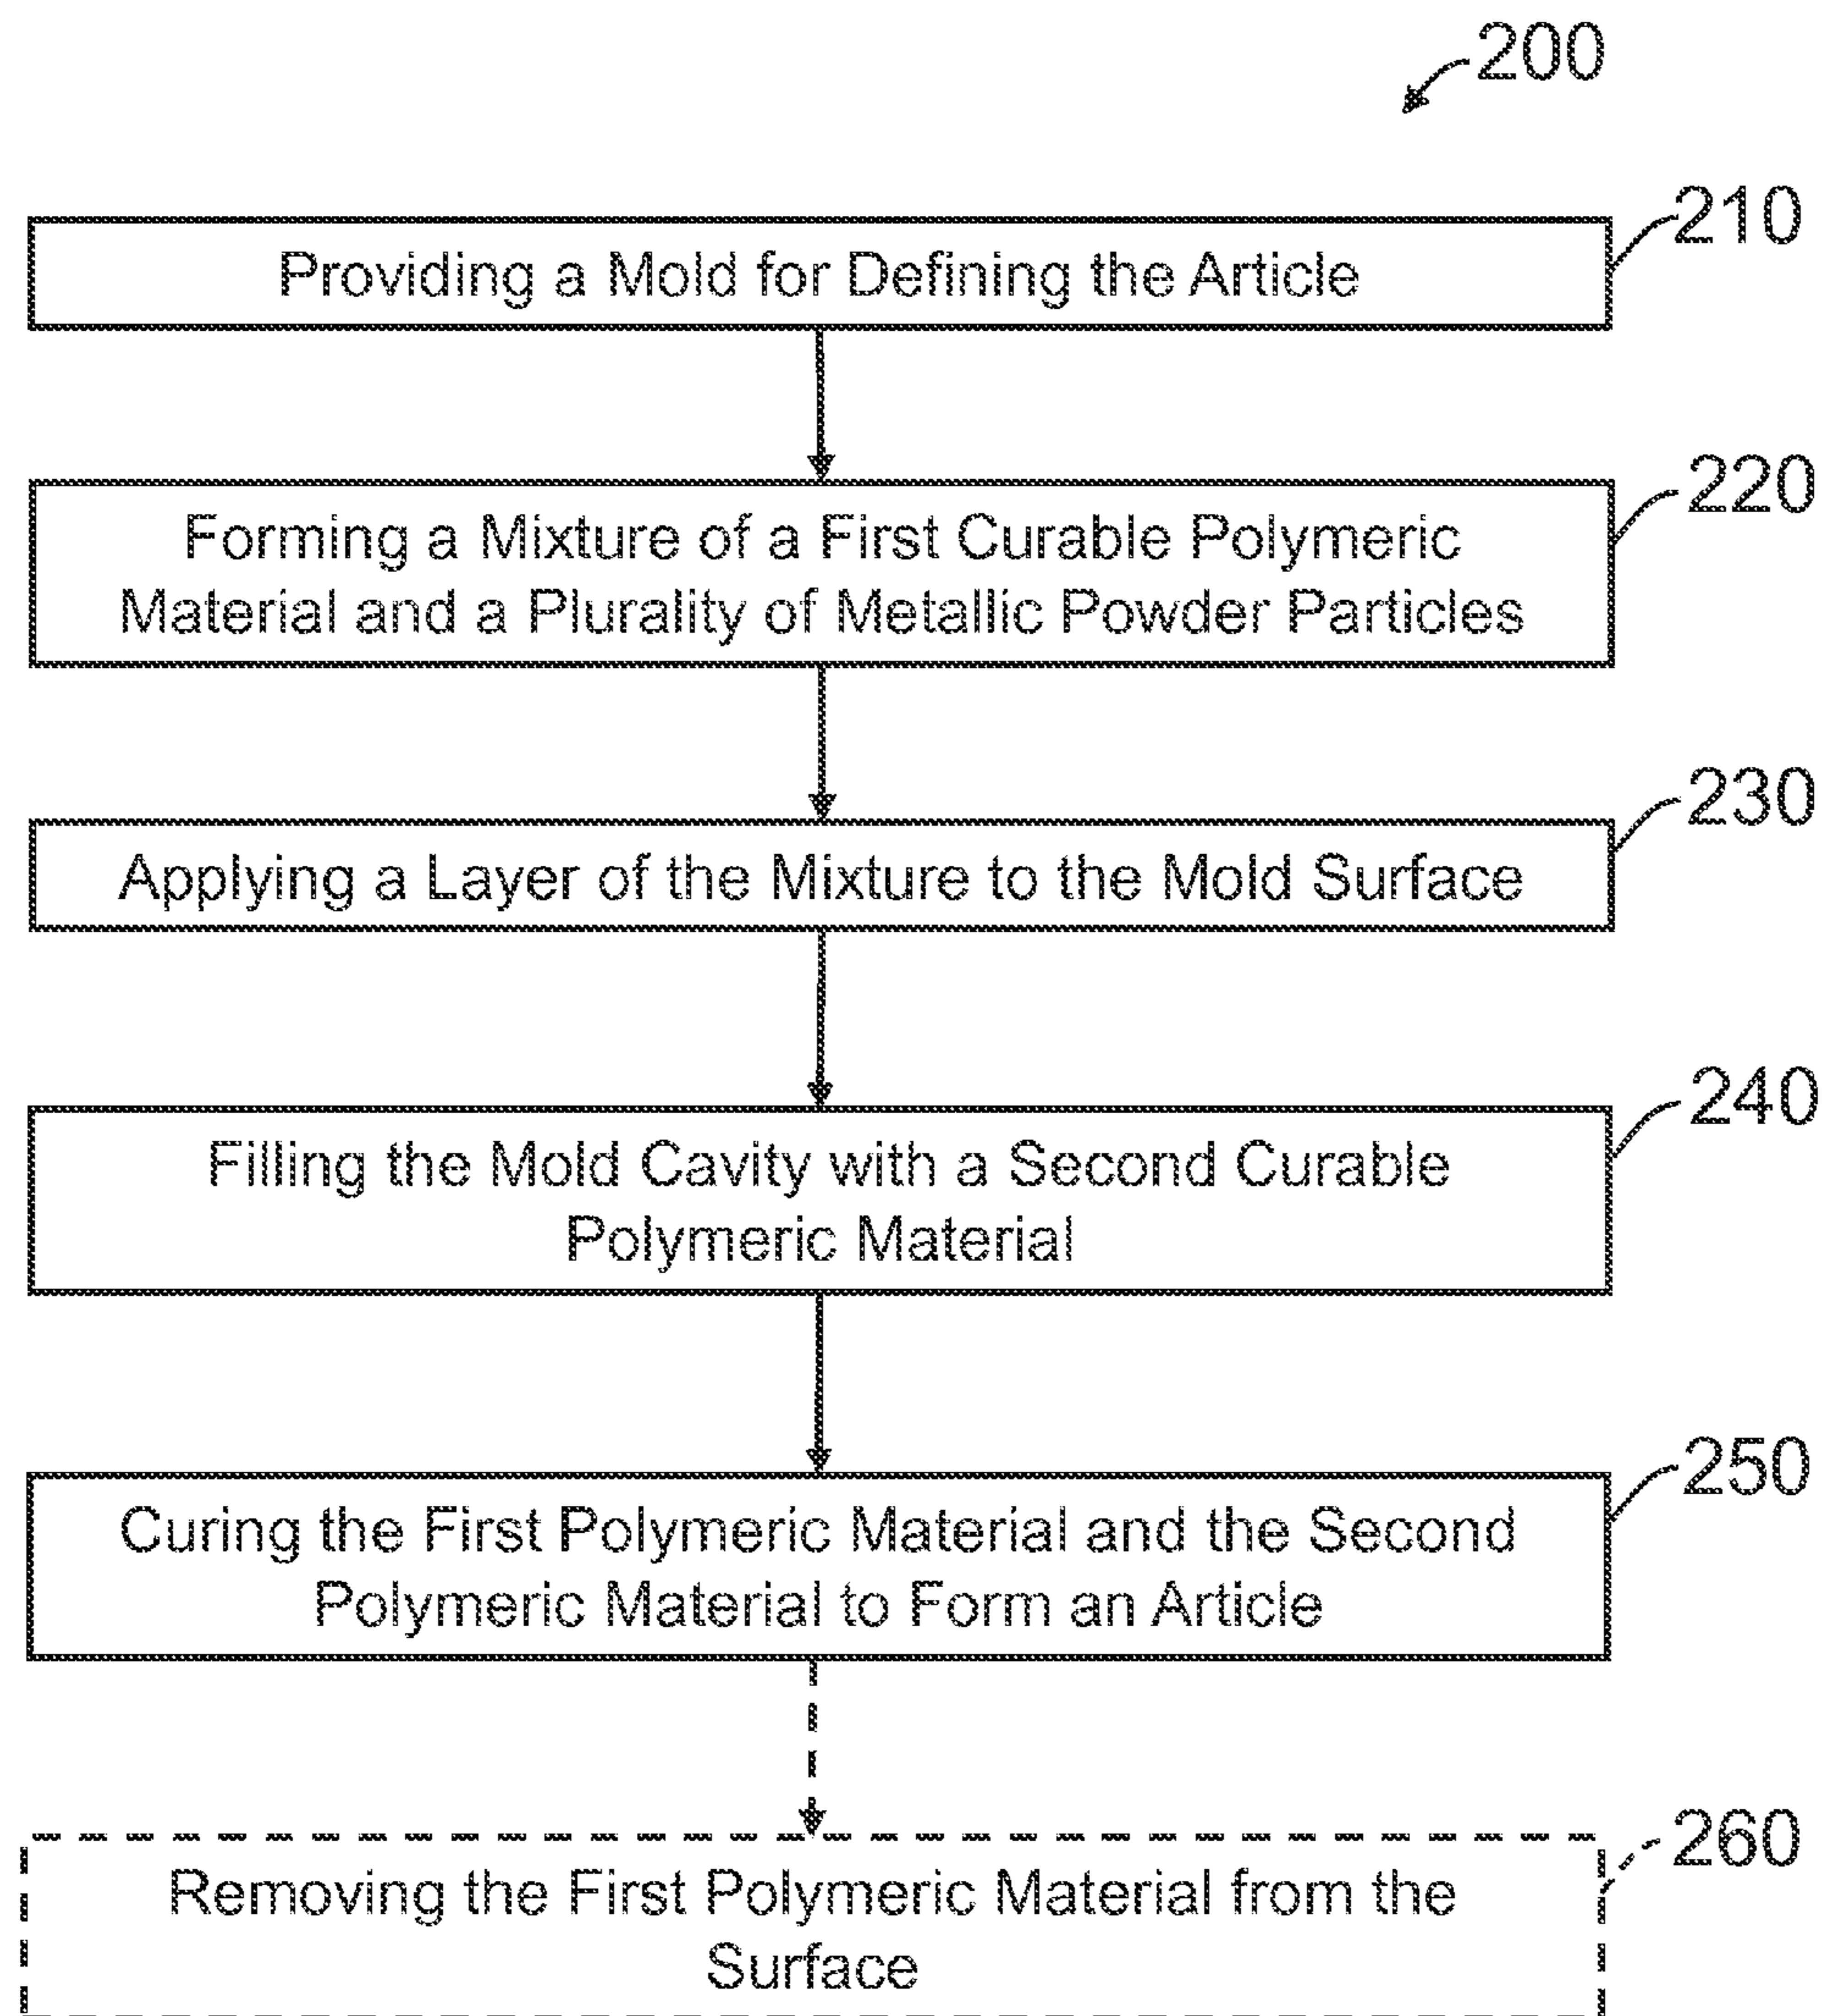 200
210
Providing a Mold for Defining the Article
220
Forming a Mixture of a First Curable Polymeric
Material and a Plurality of Metallic Powder Particles
230
Applying a Layer of the Mixture to the Mold Surface
240
Filling the Mold Cavity with a Second Curable
Polymeric Material
250
Curing the First Polymeric Material and the Second
Polymeric Material to Form an Article
260
Removing the First Polymeric Material from the
Surface